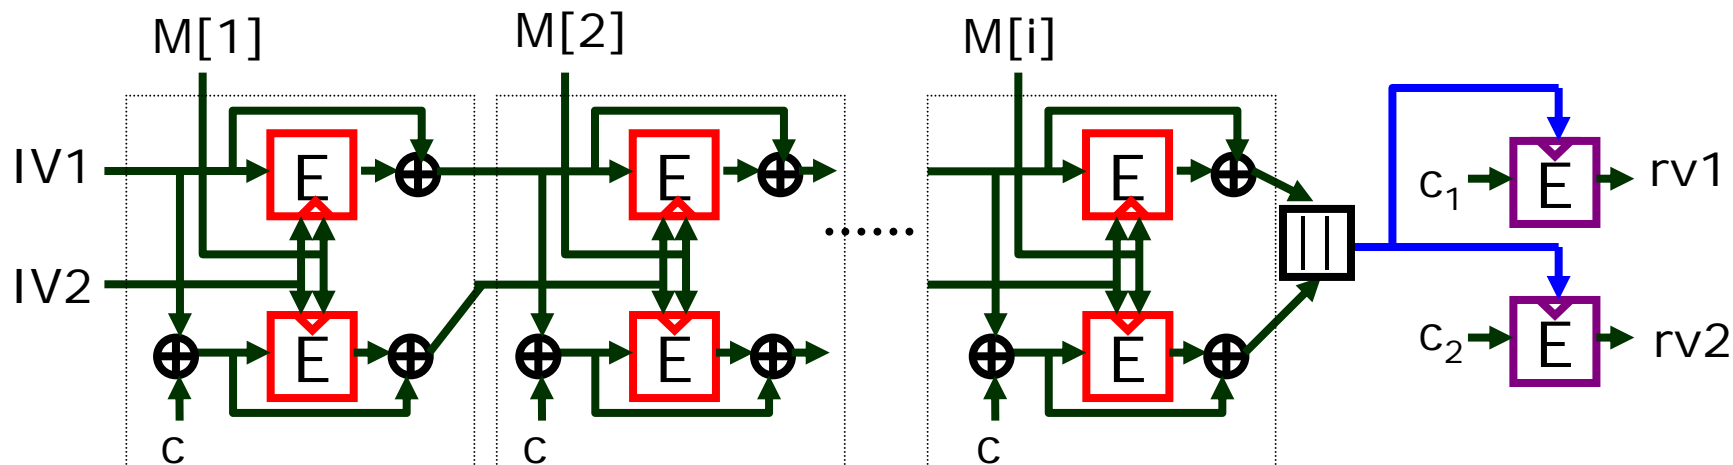 M[1] M[2] M[i]
IV1 E E E c₁ E rv1
......
IV2 ||
E E E c₂ E rv2
c c c